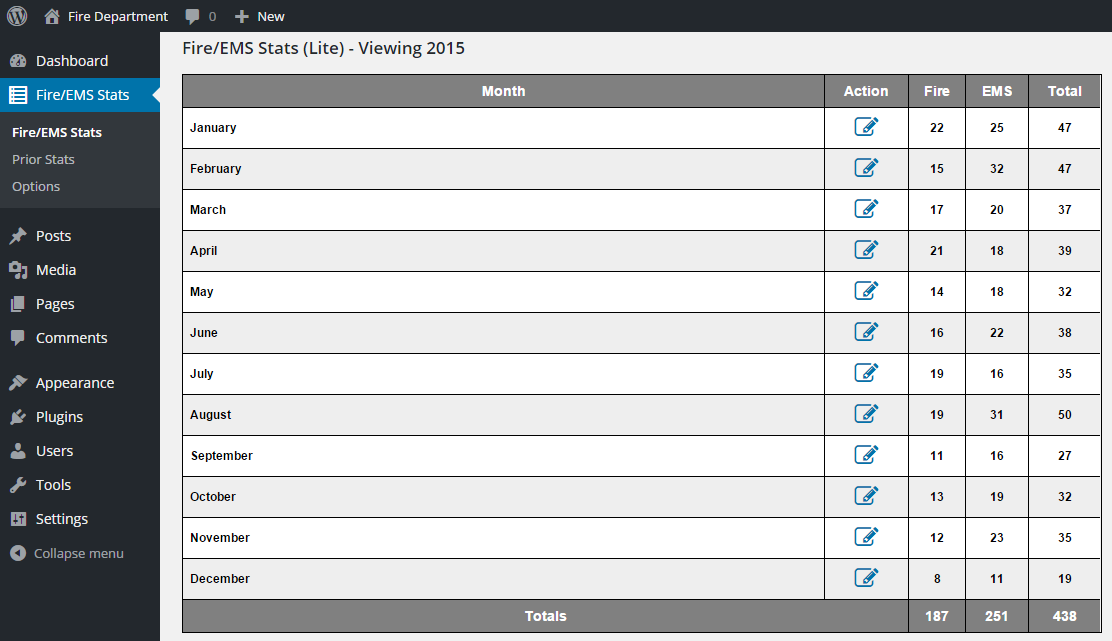 Fire Department 0 New
Dashboard
Fire/EMS Stats
Fire/EMS Stats
Prior Stats
Options
Posts
Media
Pages
Comments
Appearance
Plugins
Users
Tools
Settings
Collapse menu
Fire/EMS Stats (Lite) - Viewing 2015
Month Action Fire EMS Total
January 22 25 47
February 15 32 47
March 17 20 37
April 21 18 39
May 14 18 32
June 16 22 38
July 19 16 35
August 19 31 50
September 11 16 27
October 13 19 32
November 12 23 35
December 8 11 19
Totals 187 251 438